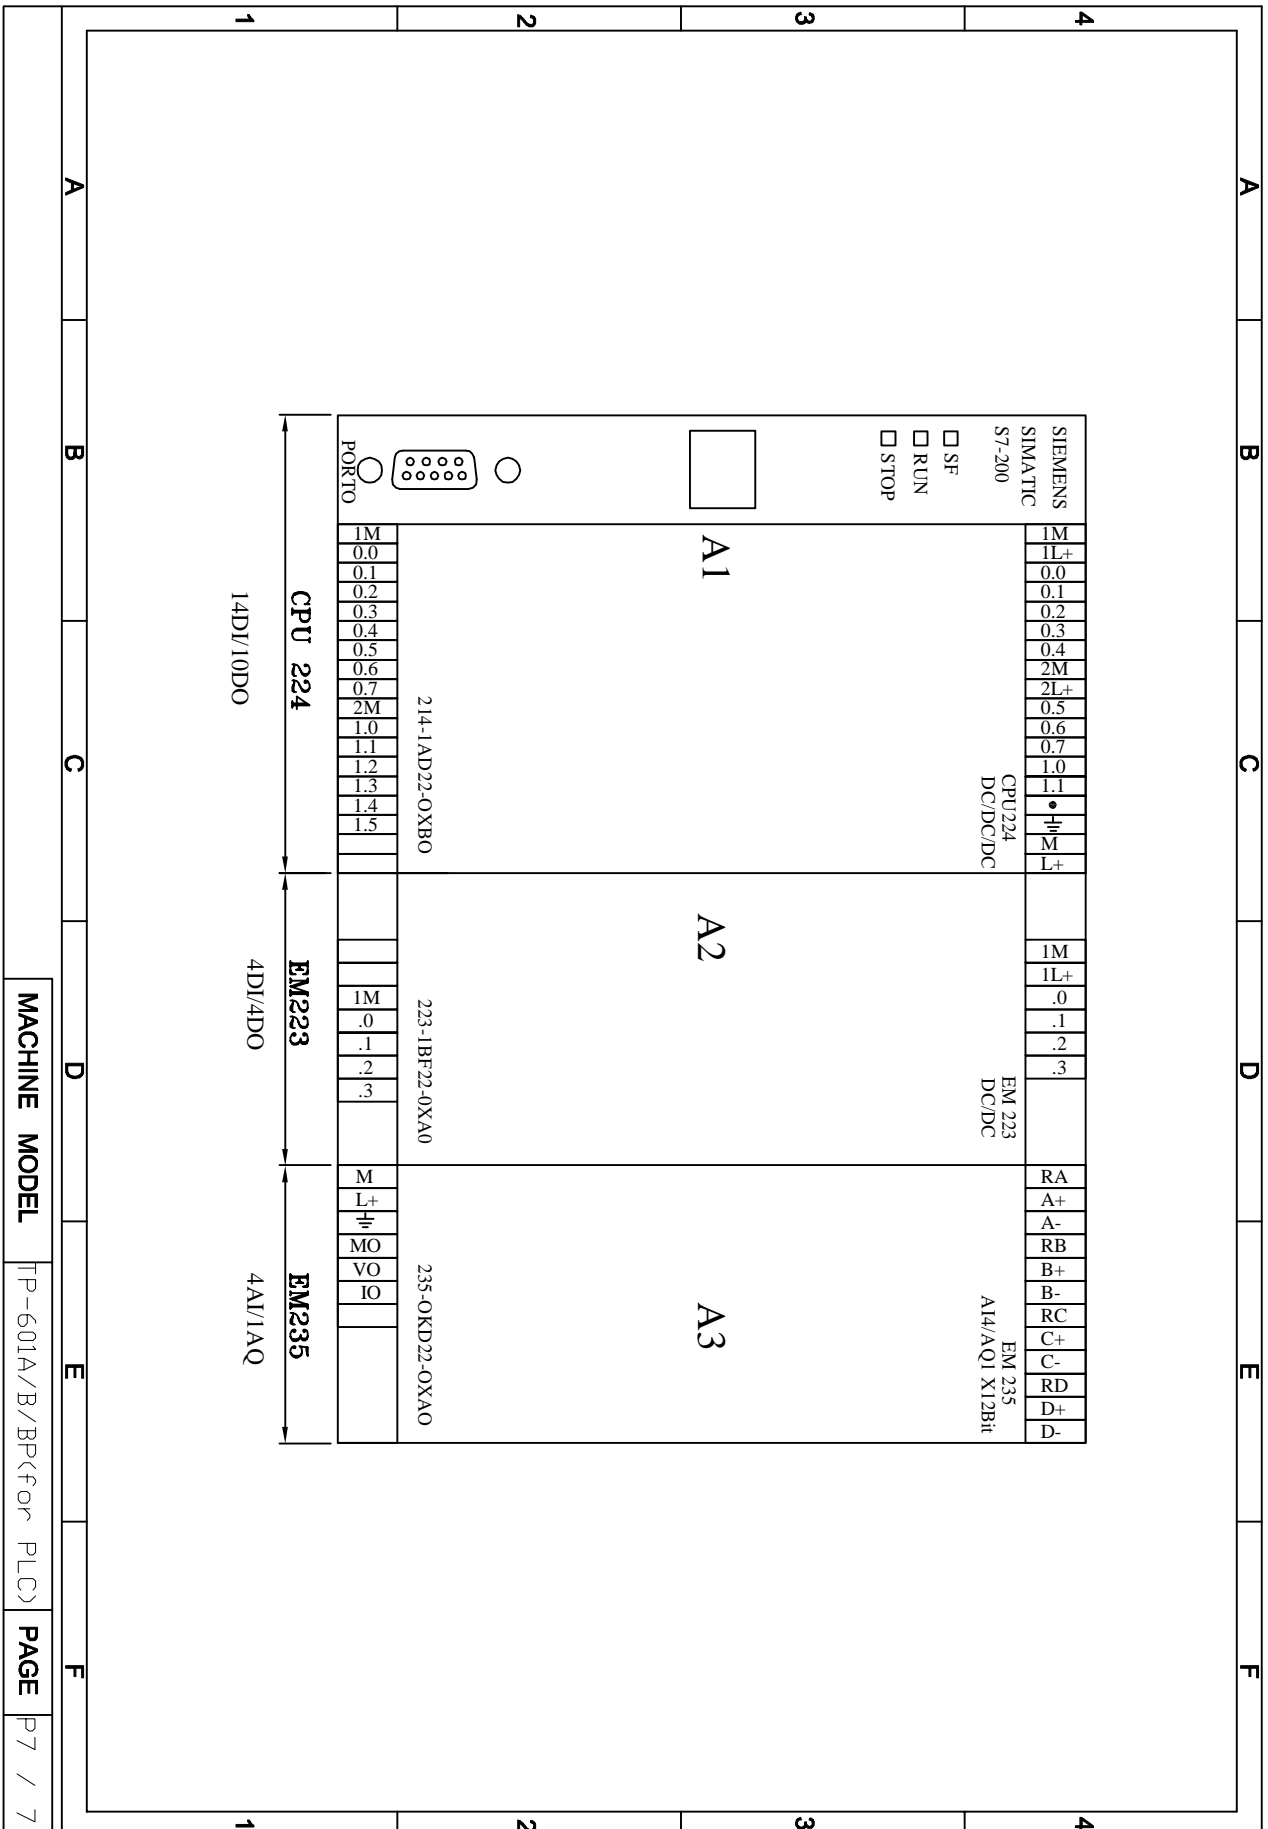 A
B
C
D
E
F
4
3
2
1
SIEMENS
SIMATIC
S7-200
SF
RUN
STOP
PORTO
1M
1L+
0.0
0.1
0.2
0.3
0.4
2M
2L+
0.5
0.6
0.7
1.0
1.1
M
L+
CPU224
DC/DC/DC
A1
214-1AD22-OXBO
1M
0.0
0.1
0.2
0.3
0.4
0.5
0.6
0.7
2M
1.0
1.1
1.2
1.3
1.4
1.5
CPU 224
14DI/10DO
1M
1L+
.0
.1
.2
.3
EM 223
DC/DC
A2
223-1BF22-0XA0
1M
.0
.1
.2
.3
EM223
4DI/4DO
RA
A+
A-
RB
B+
B-
RC
C+
C-
RD
D+
D-
EM 235
AI4/AQ1 X12Bit
A3
235-OKD22-OXAO
M
L+
MO
VO
IO
EM235
4AI/1AQ
4
3
2
1
A
B
C
D
E
F
MACHINE MODEL TP-601A/B/BP(for PLC) PAGE P7 / 7